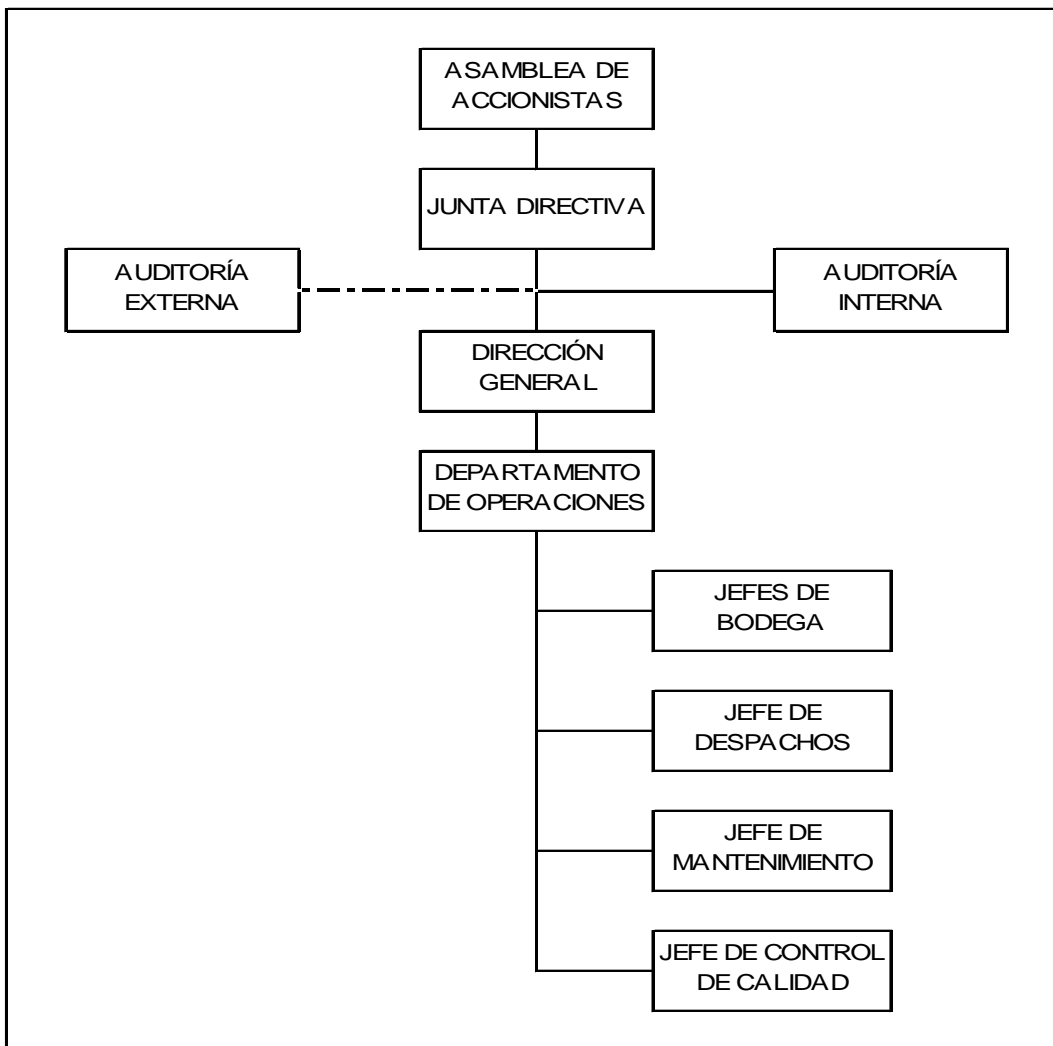 ASAMBLEA DE
ACCIONISTAS
JUNTA DIRECTIVA
AUDITORÍA
EXTERNA
AUDITORÍA
INTERNA
DIRECCIÓN
GENERAL
DEPARTAMENTO
DE OPERACIONES
JEFES DE
BODEGA
JEFE DE
DESPACHOS
JEFE DE
MANTENIMIENTO
JEFE DE CONTROL
DE CALIDAD